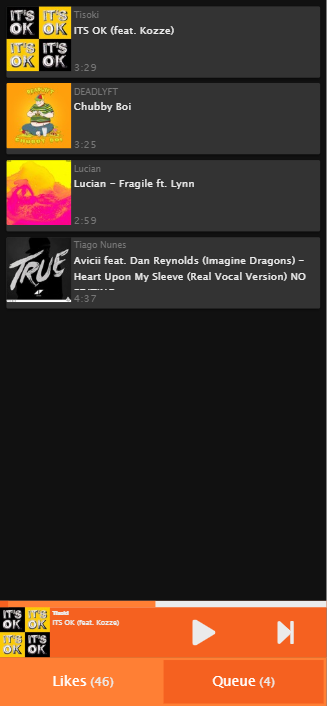 IT'S OK IT'S OK
IT'S OK IT'S OK
Tisoki
ITS OK (feat. Kozze)
3:29
CHUBBY BOI
DEADLYFT
Chubby Boi
3:25
Lucian
Lucian - Fragile ft. Lynn
2:59
TRUE
Tiago Nunes
Avicii feat. Dan Reynolds (Imagine Dragons) -
Heart Upon My Sleeve (Real Vocal Version) NO
4:37
IT'S OK IT'S OK
IT'S OK IT'S OK
Tisoki
ITS OK (feat. Kozze)
Likes (46)
Queue (4)